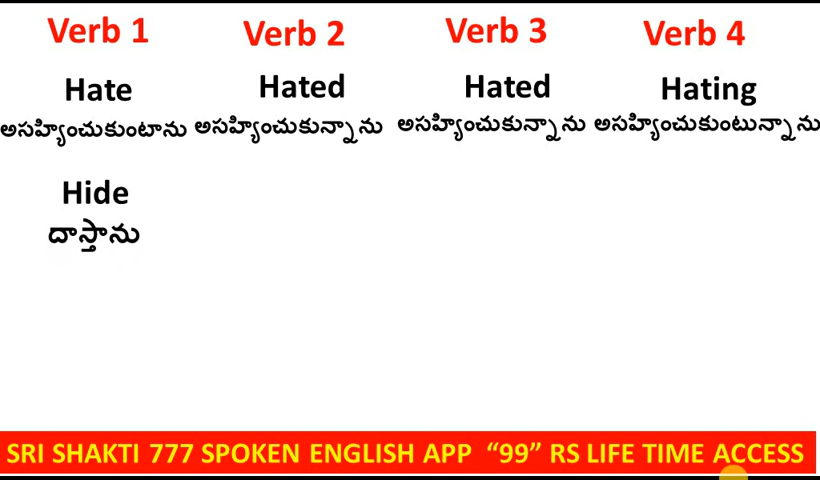 Verb 1 Verb 2 Verb 3 Verb 4
Hate Hated Hated Hating
అసహ్యించుకుంటాను అసహ్యించుకున్నాను అసహ్యించుకున్నాను అసహ్యించుకుంటున్నాను
Hide
దాస్తాను
SRI SHAKTI 777 SPOKEN ENGLISH APP “99” RS LIFE TIME ACCESS